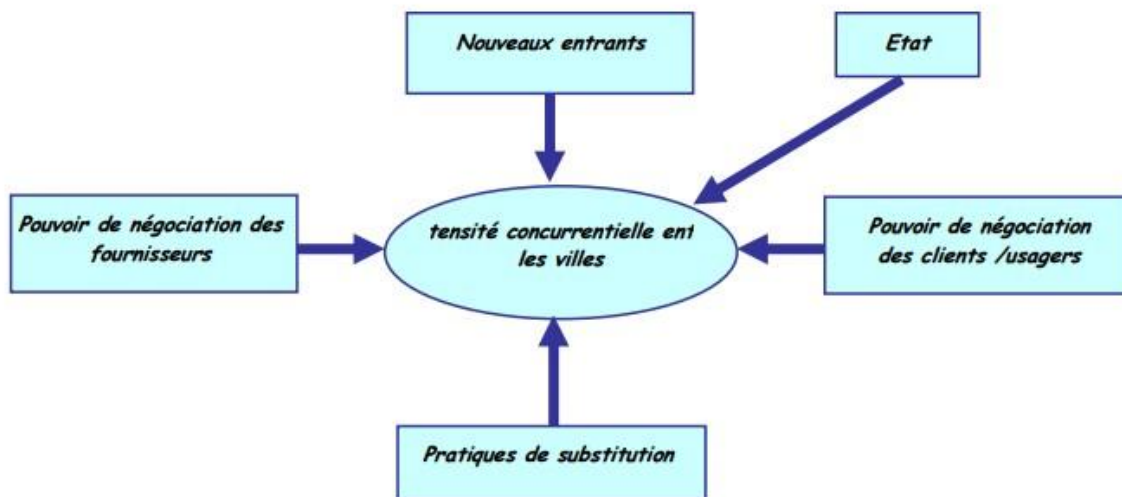 Nouveaux entrants
Etat
Pouvoir de négociation des
fournisseurs
tensité concurrentielle ent
les villes
Pouvoir de négociation
des clients /usagers
Pratiques de substitution